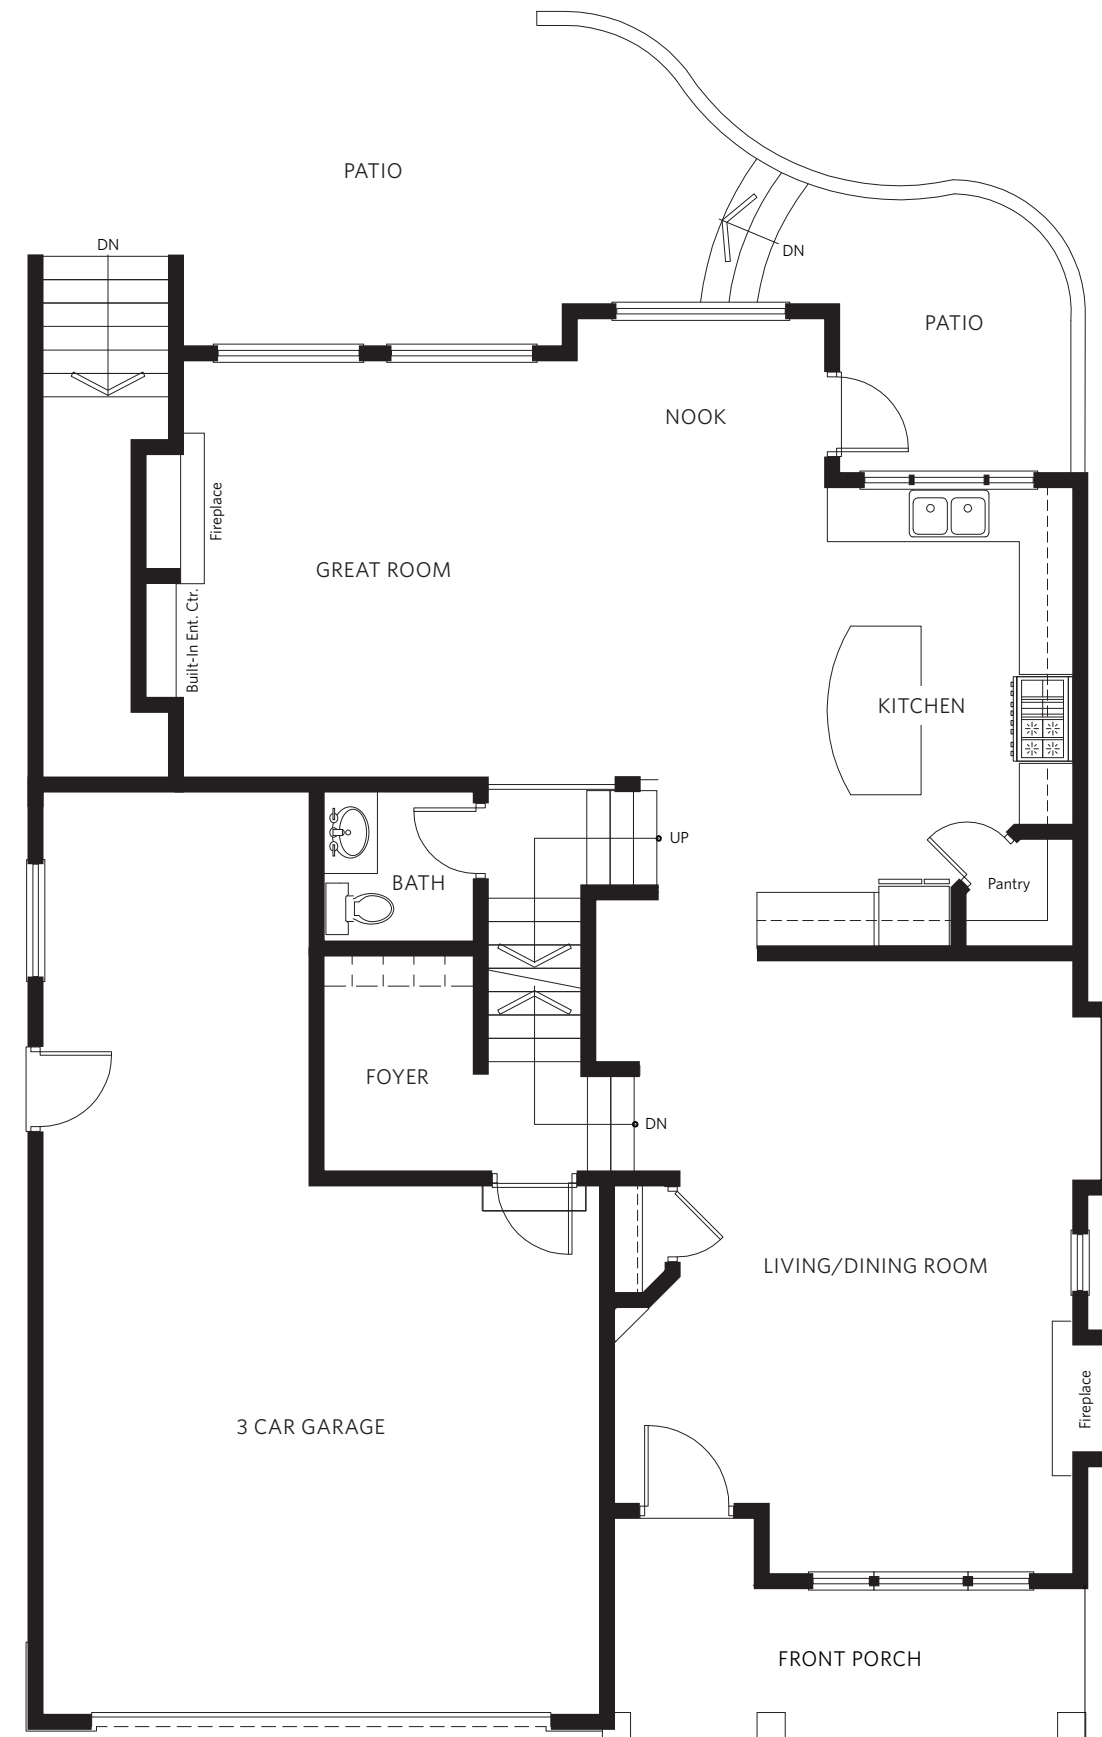 PATIO
DN
DN
PATIO
NOOK
Fireplace
GREAT ROOM
Built-In Ent. Ctr.
KITCHEN
UP
BATH
Pantry
FOYER
DN
LIVING/DINING ROOM
Fireplace
3 CAR GARAGE
FRONT PORCH